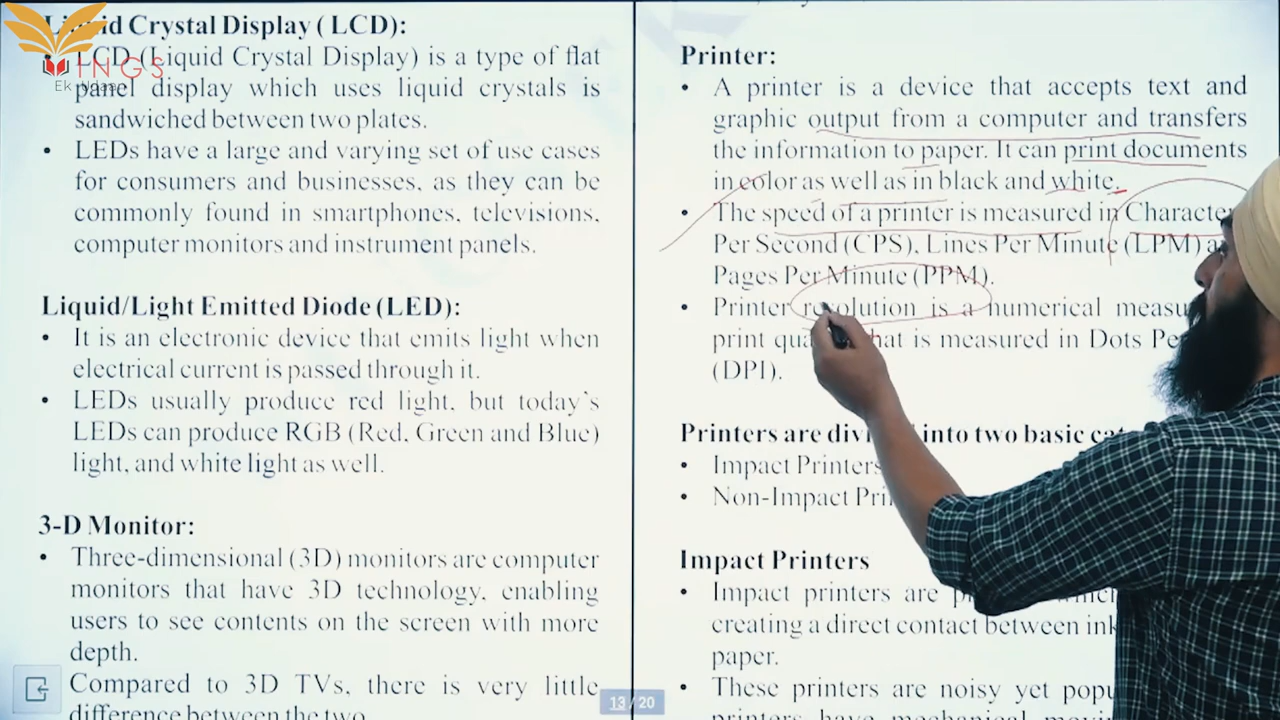 Liquid Crystal Display ( LCD):
• LCD (Liquid Crystal Display) is a type of flat
panel display which uses liquid crystals is
sandwiched between two plates.
• LEDs have a large and varying set of use cases
for consumers and businesses, as they can be
commonly found in smartphones, televisions,
computer monitors and instrument panels.
Liquid/Light Emitted Diode (LED):
• It is an electronic device that emits light when
electrical current is passed through it.
• LEDs usually produce red light, but today's
LEDs can produce RGB (Red, Green and Blue)
light, and white light as well.
3-D Monitor:
• Three-dimensional (3D) monitors are computer
monitors that have 3D technology, enabling
users to see contents on the screen with more
depth.
Compared to 3D TVs, there is very little
difference between the two
WINGS
Ek Udaan
Printer:
• A printer is a device that accepts text and
graphic output from a computer and transfers
the information to paper. It can print documents
in color as well as in black and white.
• The speed of a printer is measured in Character
Per Second (CPS), Lines Per Minute (LPM)
Pages Per Minute (PPM).
• Printer resolution is a numerical
print that is measured in Dots
(DPI).
Printers are into two basic
• Impact Printers
• Non-Impact
Impact Printers
• Impact printers are
creating a direct contact between
paper.
• These printers are noisy yet
printers have mechanical
13 / 20